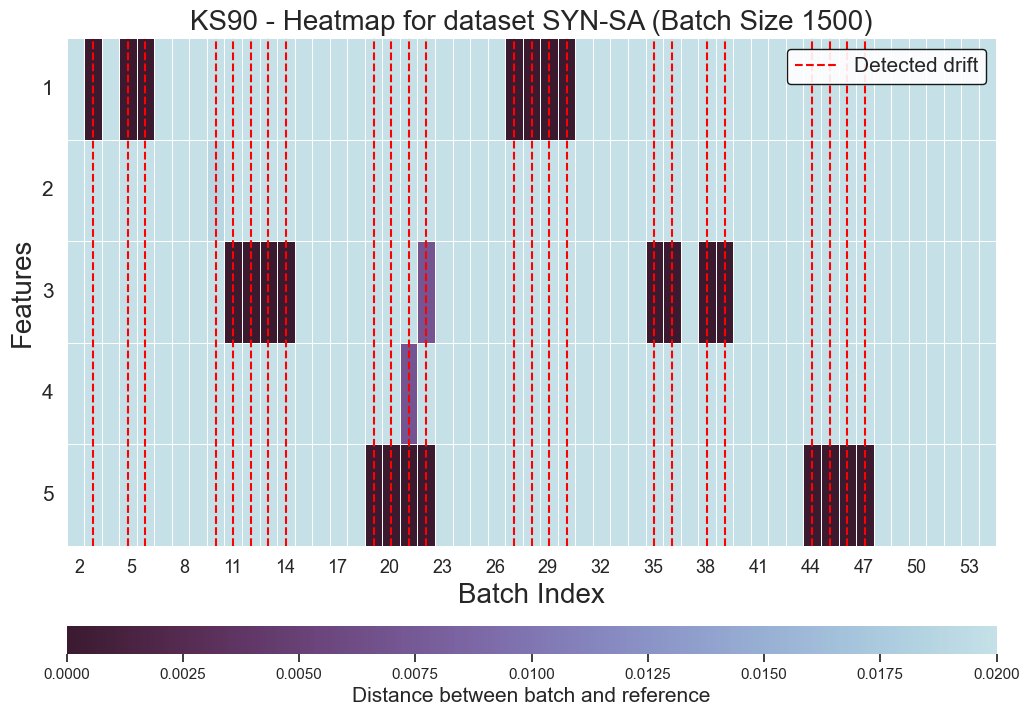 KS90 - Heatmap for dataset SYN-SA (Batch Size 1500)
Detected drift
1
2
3
4
5
Features
2 5 8 11 14 17 20 23 26 29 32 35 38 41 44 47 50 53
Batch Index
0.0000 0.0025 0.0050 0.0075 0.0100 0.0125 0.0150 0.0175 0.0200
Distance between batch and reference